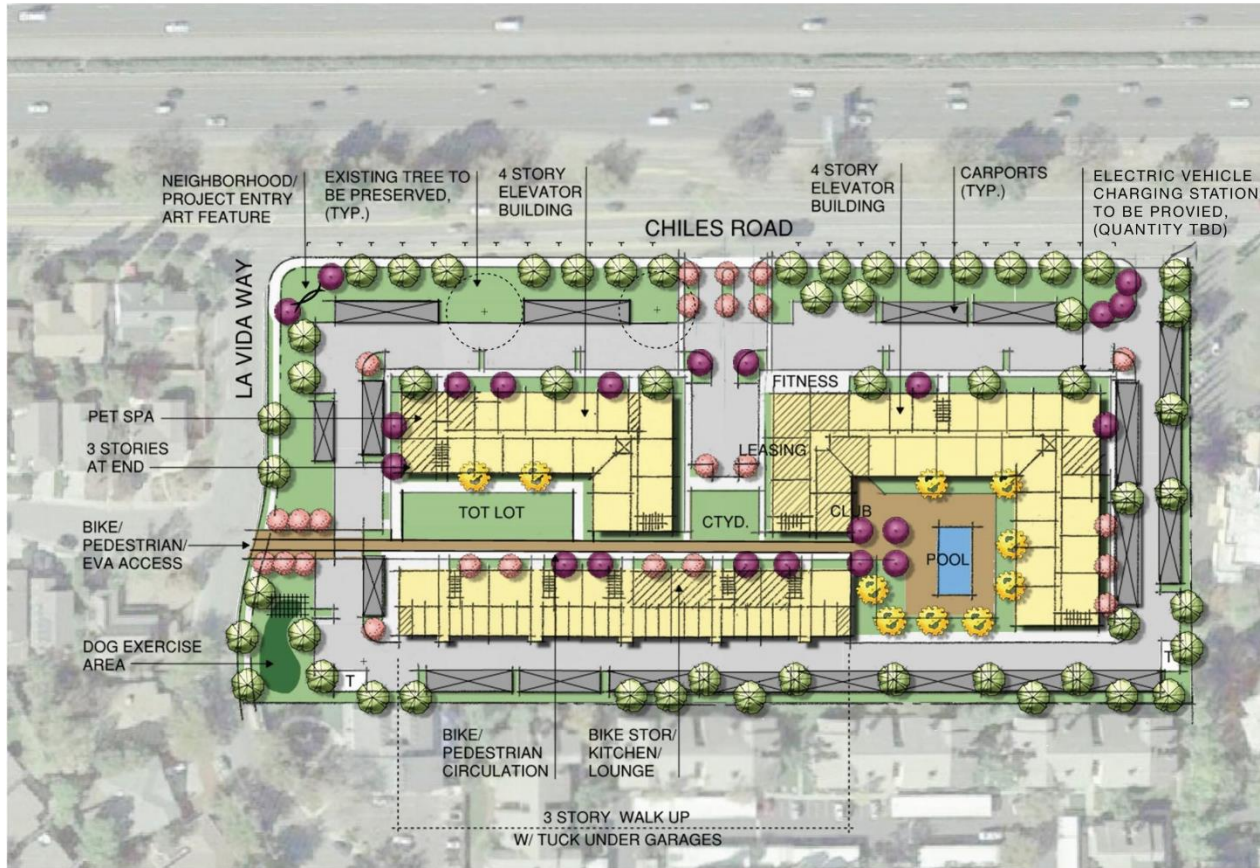 NEIGHBORHOOD/
PROJECT ENTRY
ART FEATURE
EXISTING TREE TO
BE PRESERVED,
(TYP.)
4 STORY
ELEVATOR
BUILDING
4 STORY
ELEVATOR
BUILDING
CARPORTS
(TYP.)
ELECTRIC VEHICLE
CHARGING STATION
TO BE PROVIED,
(QUANTITY TBD)
CHILES ROAD
LA VIDA WAY
FITNESS
PET SPA
3 STORIES
AT END
LEASING
TOT LOT
CTYD.
CLUB
BIKE/
PEDESTRIAN/
EVA ACCESS
POOL
DOG EXERCISE
AREA
T
T
BIKE/
PEDESTRIAN
CIRCULATION
BIKE STOR/
KITCHEN/
LOUNGE
3 STORY WALK UP
W/ TUCK UNDER GARAGES